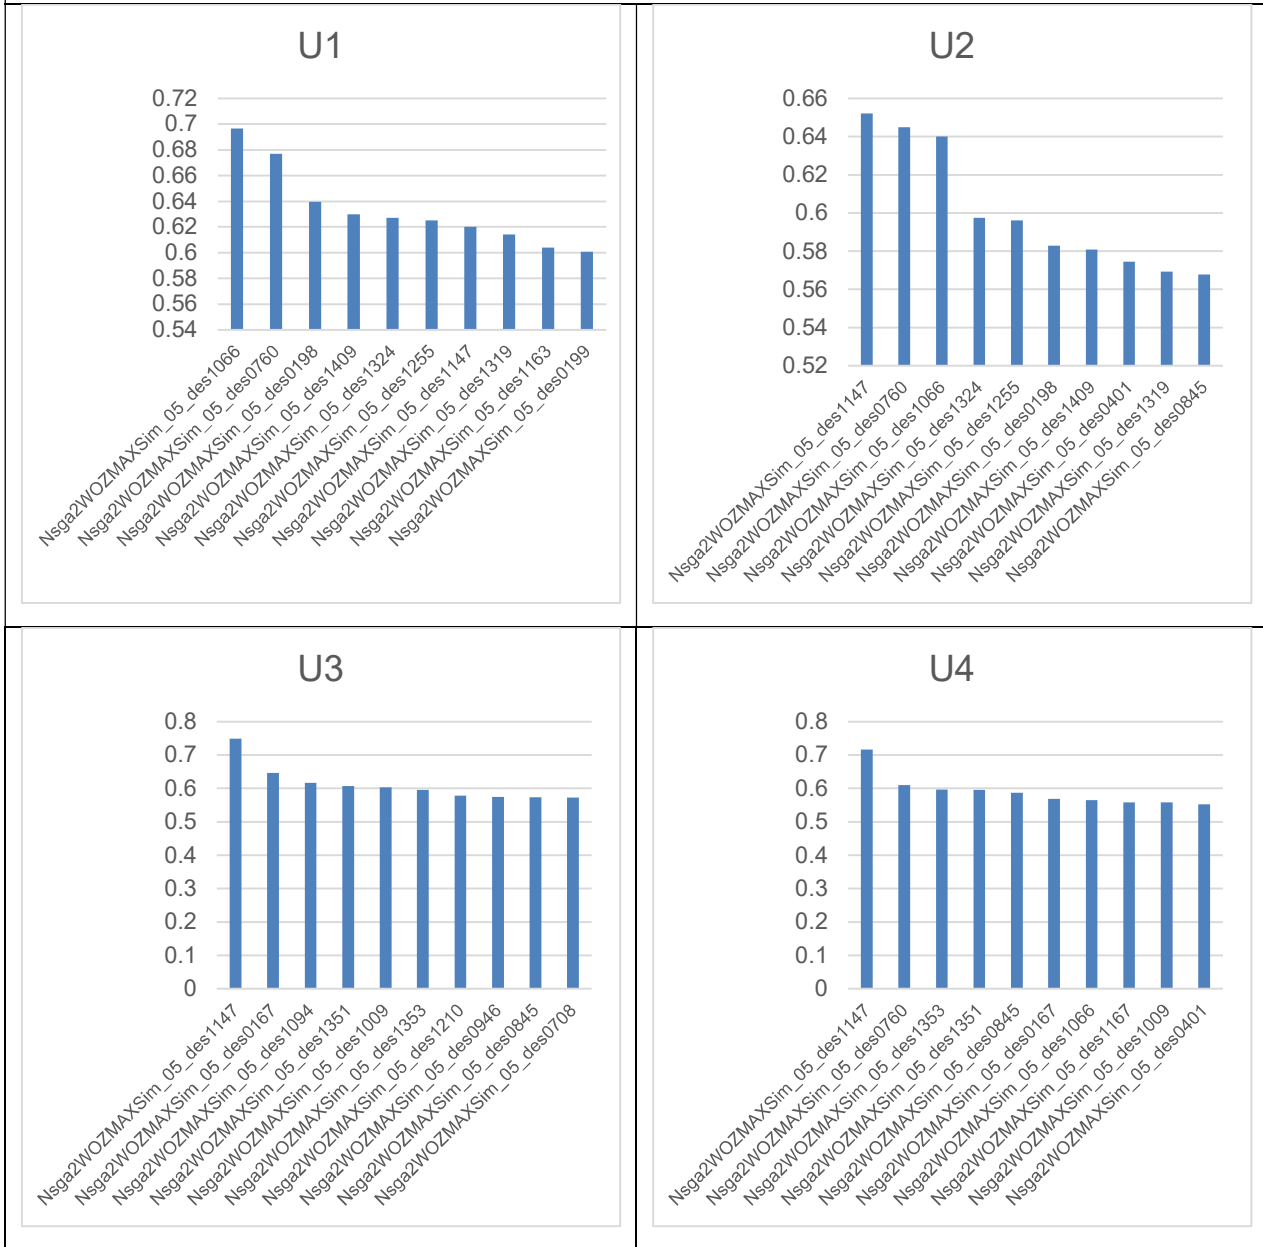 U1
0.72
0.7
0.68
0.66
0.64
0.62
0.6
0.58
0.56
0.54
Nsga2WOZMAXSim_05_des1066
Nsga2WOZMAXSim_05_des0760
Nsga2WOZMAXSim_05_des0198
Nsga2WOZMAXSim_05_des1409
Nsga2WOZMAXSim_05_des1324
Nsga2WOZMAXSim_05_des1255
Nsga2WOZMAXSim_05_des1147
Nsga2WOZMAXSim_05_des1319
Nsga2WOZMAXSim_05_des1163
Nsga2WOZMAXSim_05_des0199
U2
0.66
0.64
0.62
0.6
0.58
0.56
0.54
0.52
Nsga2WOZMAXSim_05_des1147
Nsga2WOZMAXSim_05_des0760
Nsga2WOZMAXSim_05_des1066
Nsga2WOZMAXSim_05_des1324
Nsga2WOZMAXSim_05_des1255
Nsga2WOZMAXSim_05_des0198
Nsga2WOZMAXSim_05_des1409
Nsga2WOZMAXSim_05_des0401
Nsga2WOZMAXSim_05_des1319
Nsga2WOZMAXSim_05_des0845
U3
0.8
0.7
0.6
0.5
0.4
0.3
0.2
0.1
0
Nsga2WOZMAXSim_05_des1147
Nsga2WOZMAXSim_05_des0167
Nsga2WOZMAXSim_05_des1094
Nsga2WOZMAXSim_05_des1351
Nsga2WOZMAXSim_05_des1009
Nsga2WOZMAXSim_05_des1353
Nsga2WOZMAXSim_05_des1210
Nsga2WOZMAXSim_05_des0946
Nsga2WOZMAXSim_05_des0845
Nsga2WOZMAXSim_05_des0708
U4
0.8
0.7
0.6
0.5
0.4
0.3
0.2
0.1
0
Nsga2WOZMAXSim_05_des1147
Nsga2WOZMAXSim_05_des0760
Nsga2WOZMAXSim_05_des1353
Nsga2WOZMAXSim_05_des1351
Nsga2WOZMAXSim_05_des0845
Nsga2WOZMAXSim_05_des0167
Nsga2WOZMAXSim_05_des1066
Nsga2WOZMAXSim_05_des1167
Nsga2WOZMAXSim_05_des1009
Nsga2WOZMAXSim_05_des0401